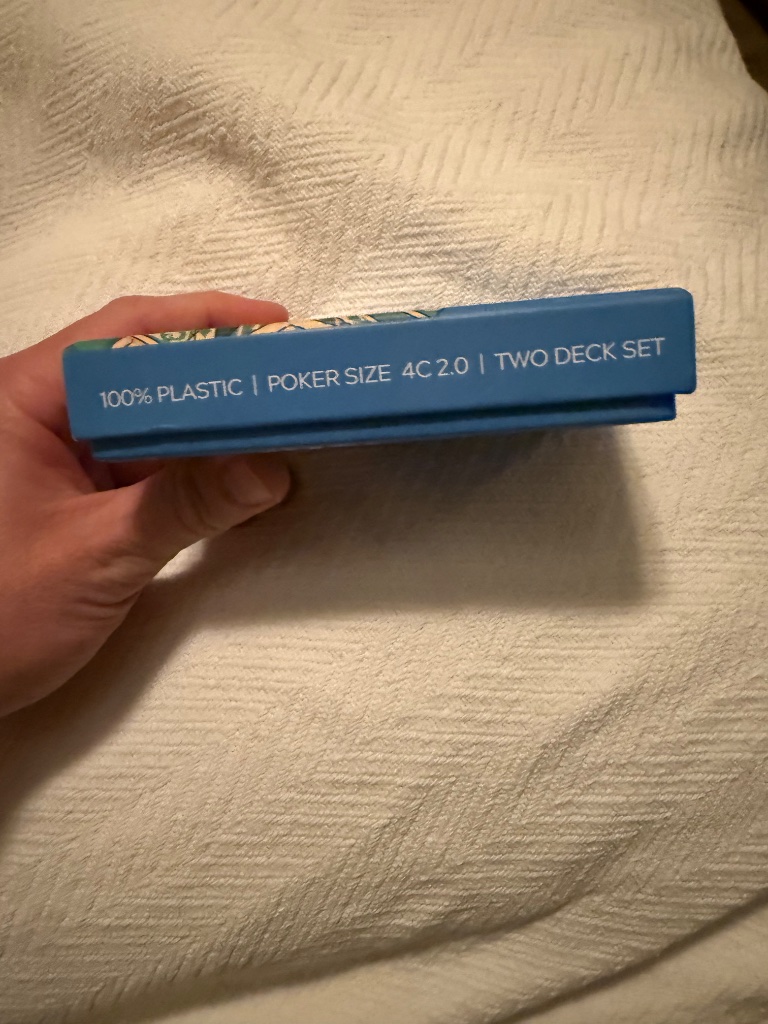 100% PLASTIC | POKER SIZE 4C 2.0 | TWO DECK SET